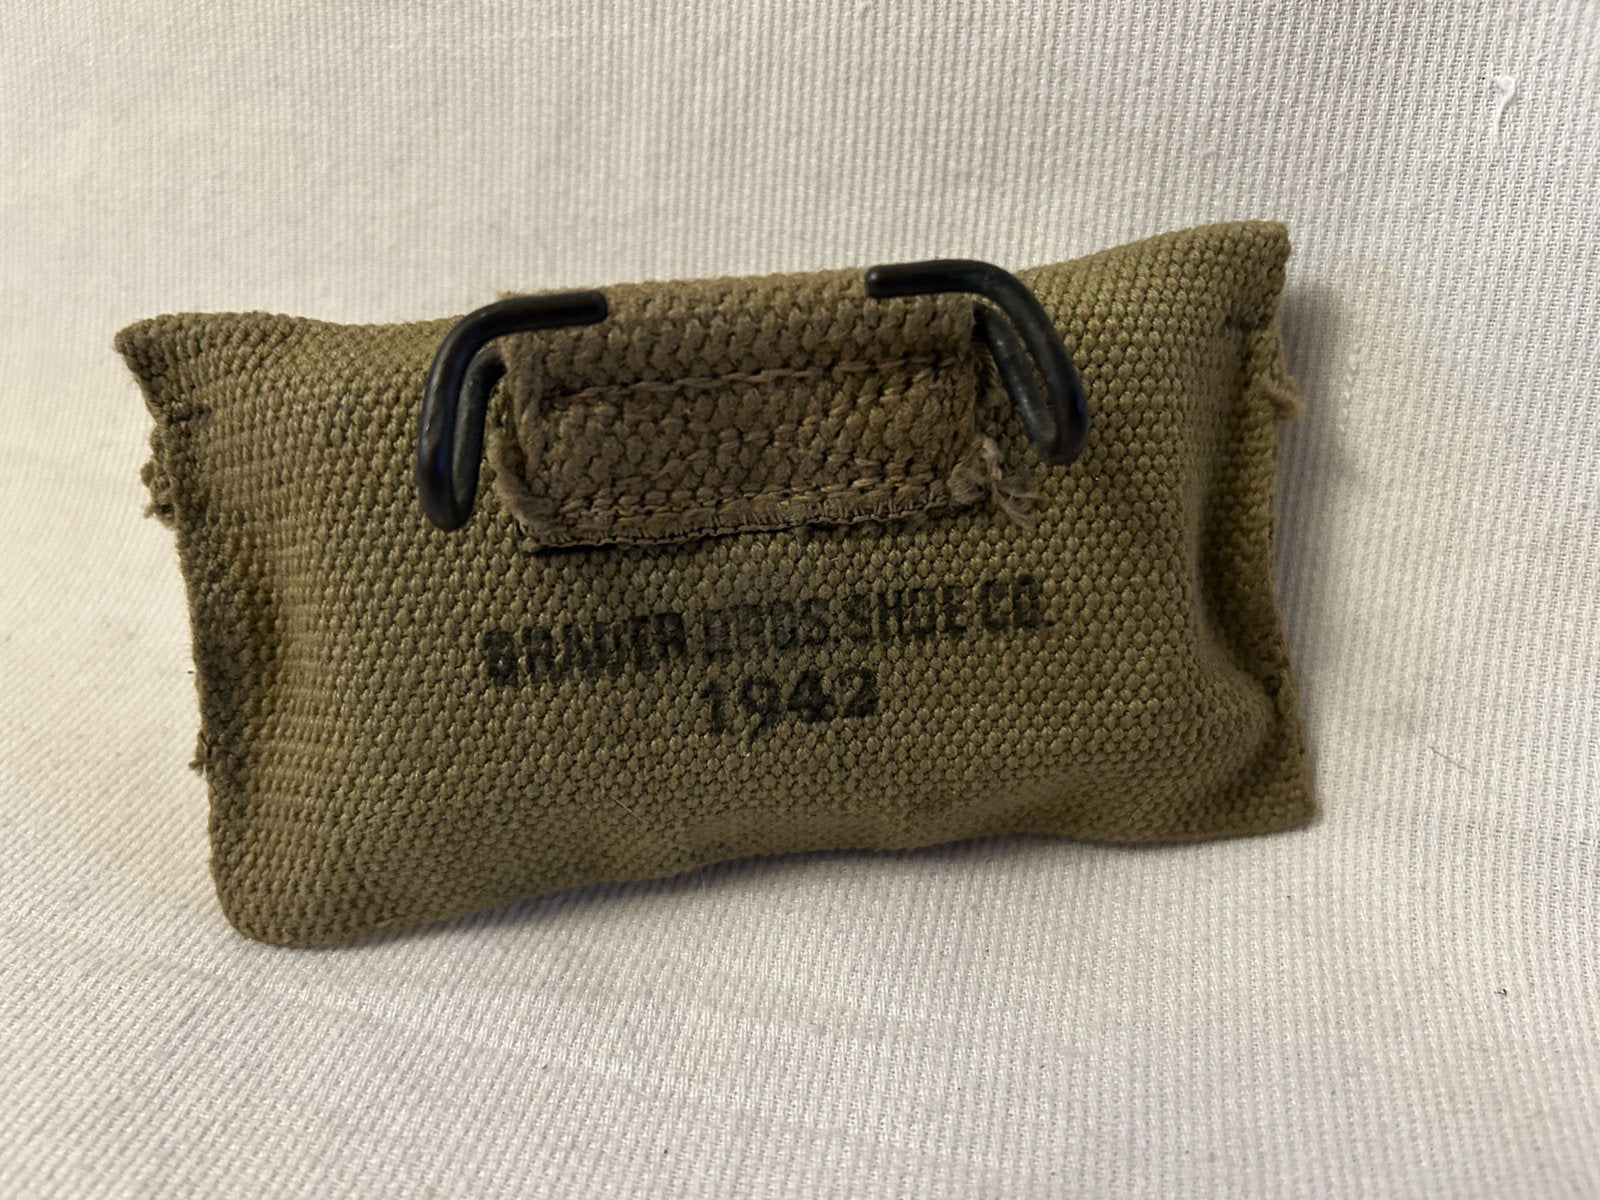 BRAUER BROS. SHOE CO.
1942